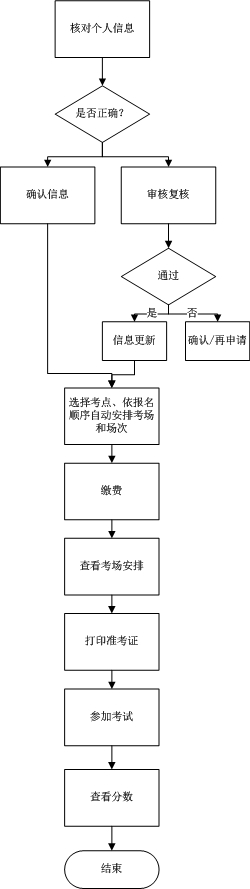 核对个人信息
是否正确？
确认信息
审核复核
通过
是
否
信息更新
确认/再申请
选择考点、依报名
顺序自动安排考场
和场次
缴费
查看考场安排
打印准考证
参加考试
查看分数
结束